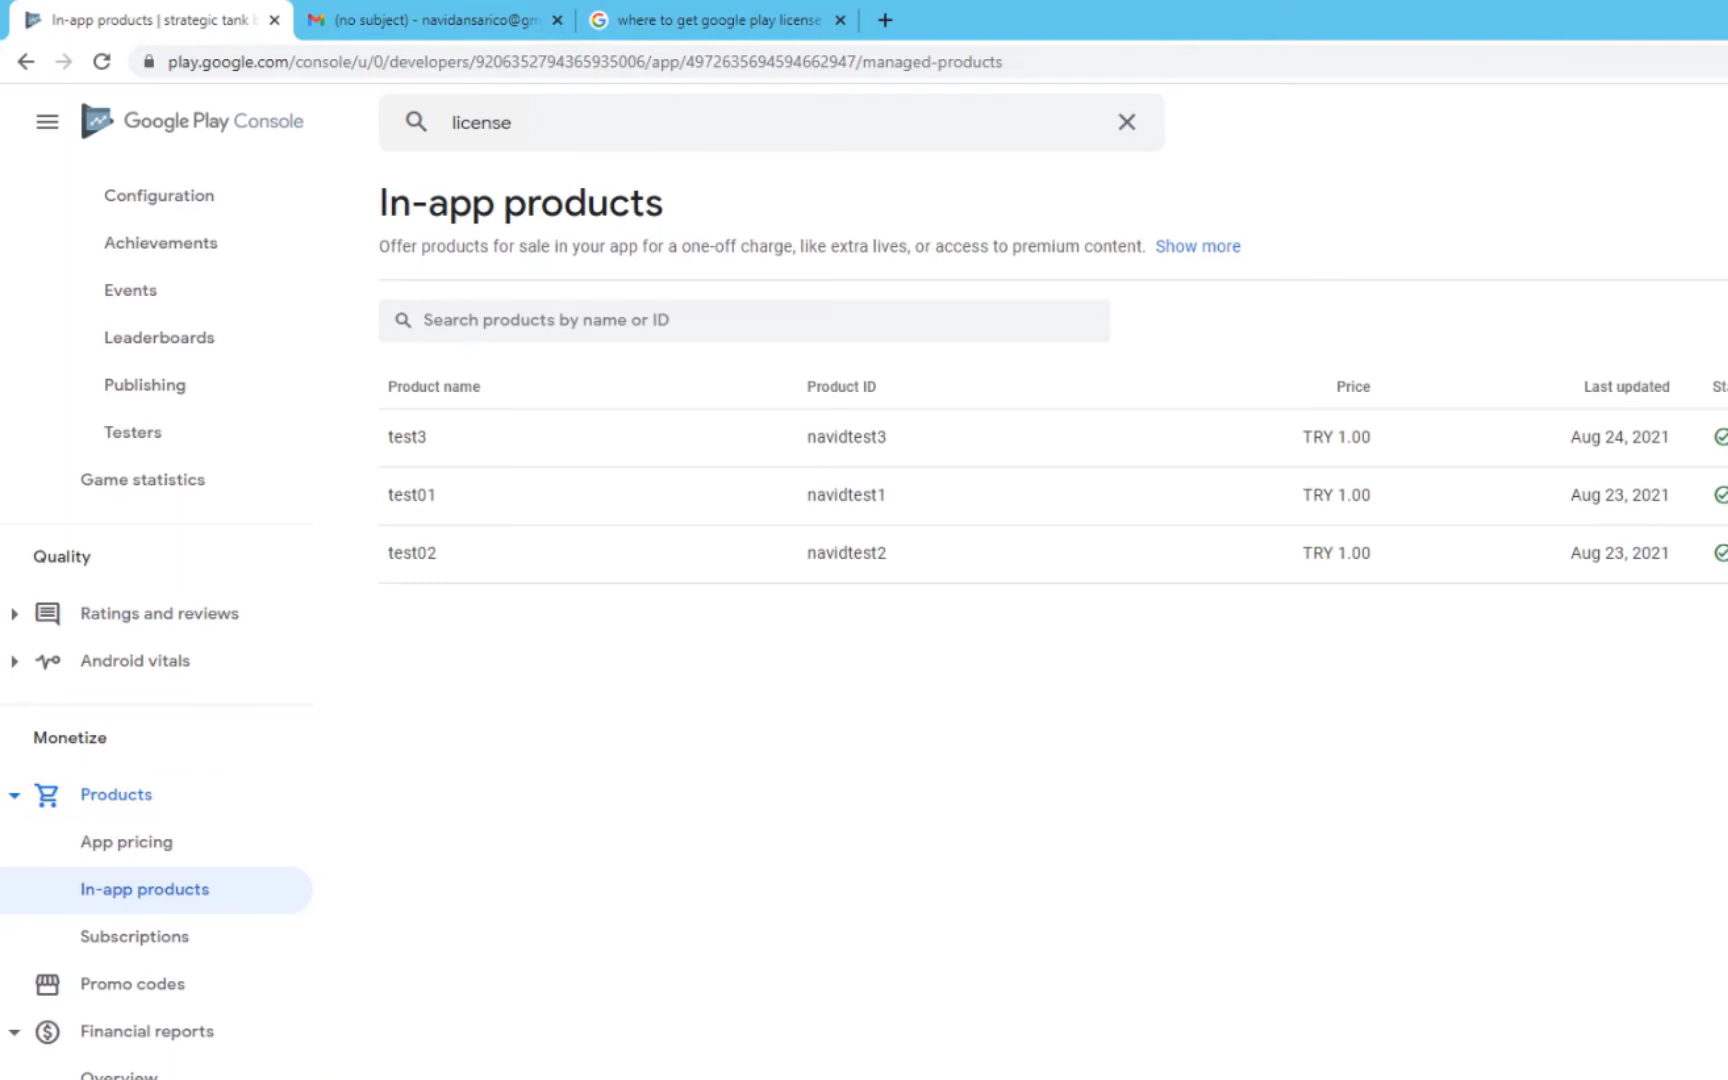 In-app products | strategic tank
(no subject) - navidansarico@gm
where to get google play license
play.google.com/console/u/0/developers/9206352794365935006/app/4972635694594662947/managed-products
Google Play Console
license
Configuration
Achievements
Events
Leaderboards
Publishing
Testers
Game statistics
Quality
Ratings and reviews
Android vitals
Monetize
Products
App pricing
In-app products
Subscriptions
Promo codes
Financial reports
Overview
In-app products
Offer products for sale in your app for a one-off charge, like extra lives, or access to premium content. Show more
Search products by name or ID
Product name Product ID Price Last updated
test3 navidtest3 TRY 1.00 Aug 24, 2021
test01 navidtest1 TRY 1.00 Aug 23, 2021
test02 navidtest2 TRY 1.00 Aug 23, 2021